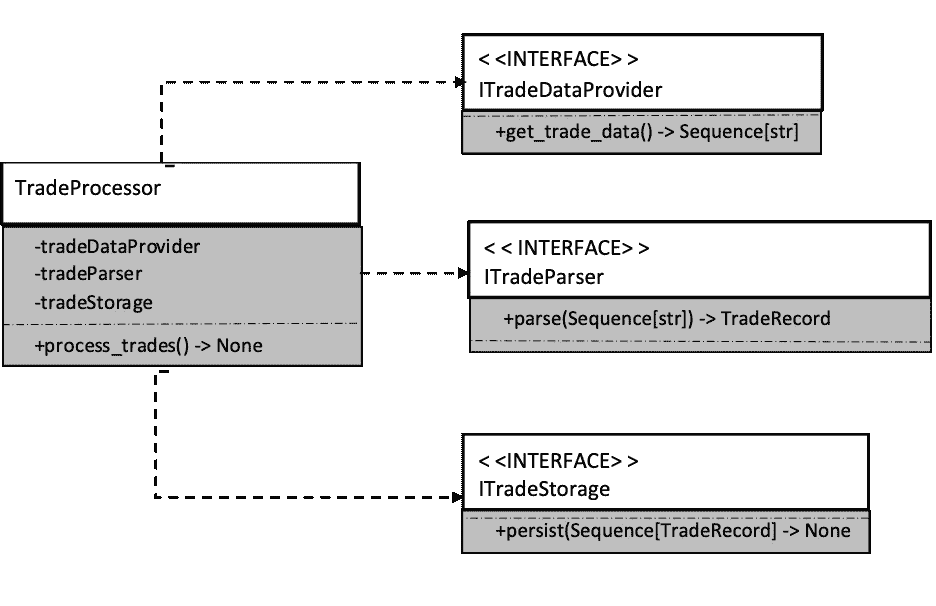 < <INTERFACE> >
ITradeDataProvider
+get_trade_data() -> Sequence[str]
TradeProcessor
-tradeDataProvider
-tradeParser
-tradeStorage
+process_trades() -> None
< < INTERFACE> >
ITradeParser
+parse(Sequence[str]) -> TradeRecord
< <INTERFACE> >
ITradeStorage
+persist(Sequence[TradeRecord] -> None